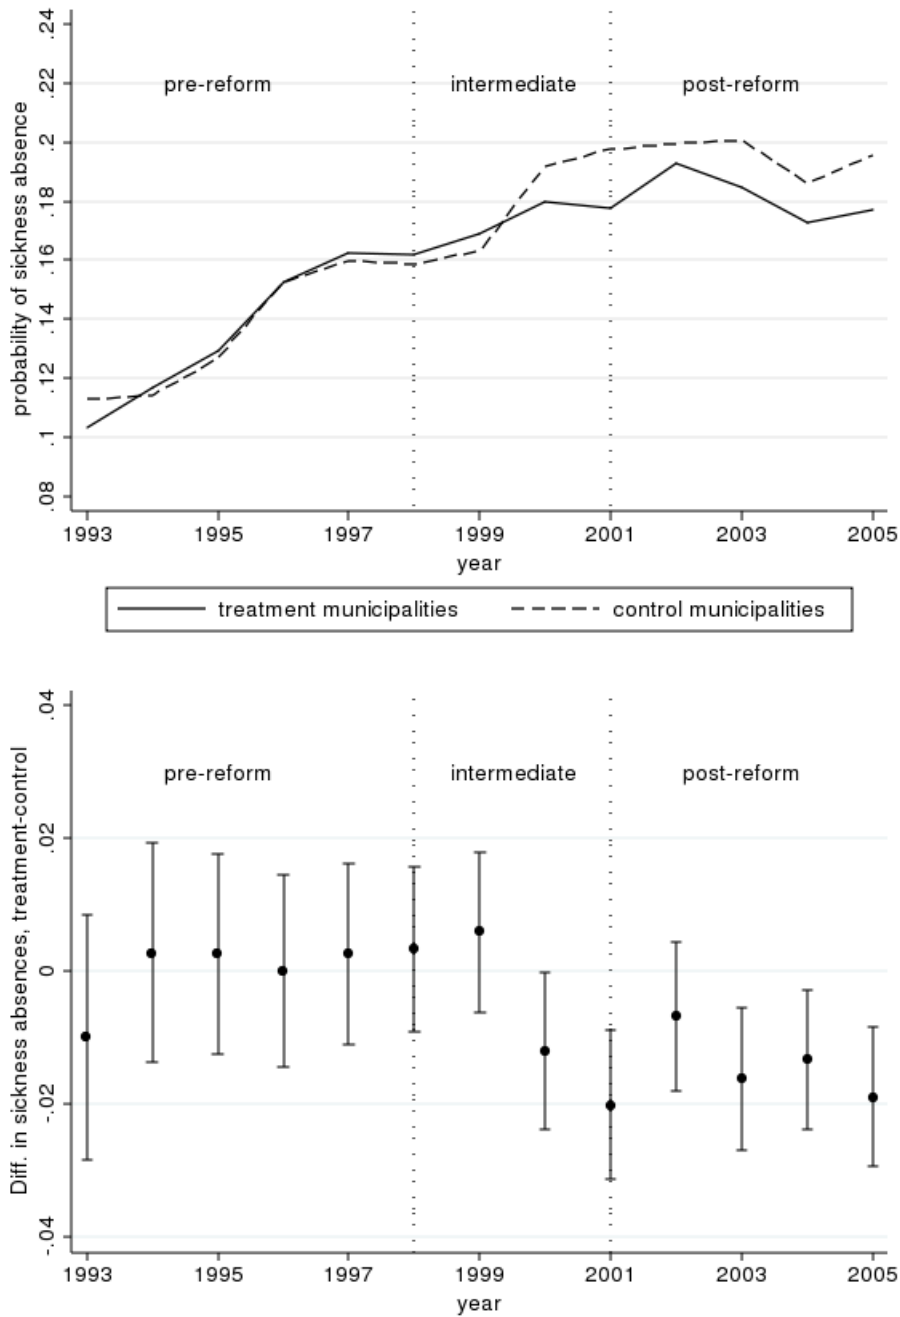 probability of sickness absence
.24
.22
.2
.18
.16
.14
.12
.1
.08
pre-reform intermediate post-reform
1993 1995 1997 1999 2001 2003 2005
year
treatment municipalities control municipalities
Diff. in sickness absences, treatment-control
.04
.02
0
-.02
-.04
pre-reform intermediate post-reform
1993 1995 1997 1999 2001 2003 2005
year